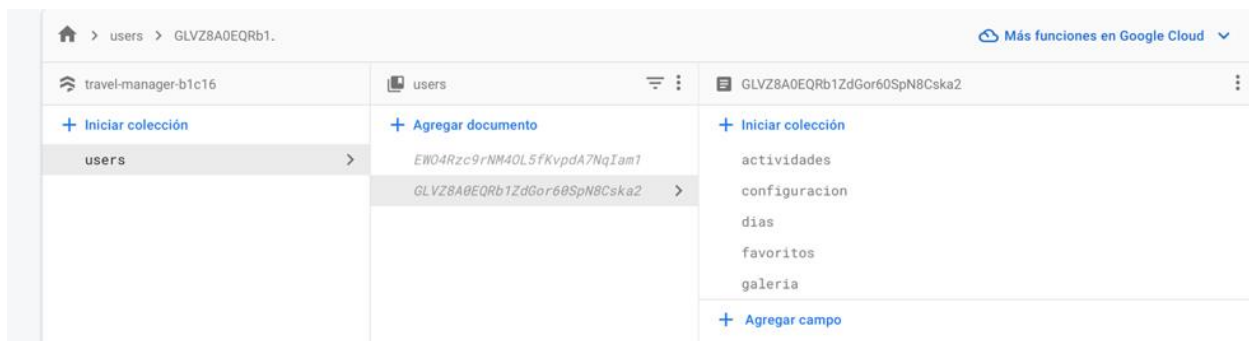 > users > GLVZ8A0EQRb1.
Más funciones en Google Cloud
travel-manager-b1c16
users
GLVZ8A0EQRb1ZdGor60SpN8Cska2
+ Iniciar colección
+ Agregar documento
+ Iniciar colección
users
EWO4Rzc9rNM4OL5fKvpdA7NqIam1
GLVZ8A0EQRb1ZdGor60SpN8Cska2
actividades
configuracion
dias
favoritos
galeria
+ Agregar campo